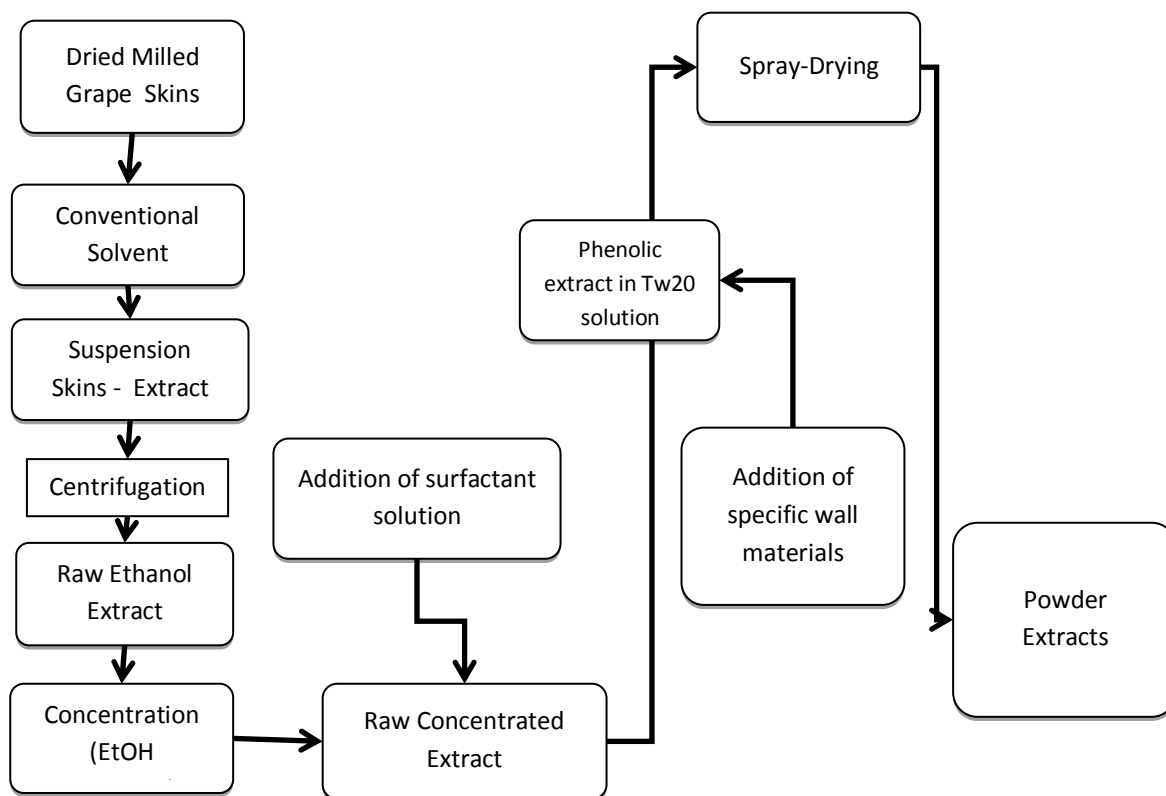 Dried Milled
Grape Skins
Conventional
Solvent
Suspension
Skins - Extract
Centrifugation
Raw Ethanol
Extract
Concentration
(EtOH
Addition of surfactant
solution
Raw Concentrated
Extract
Phenolic
extract in Tw20
solution
Addition of
specific wall
materials
Spray-Drying
Powder
Extracts